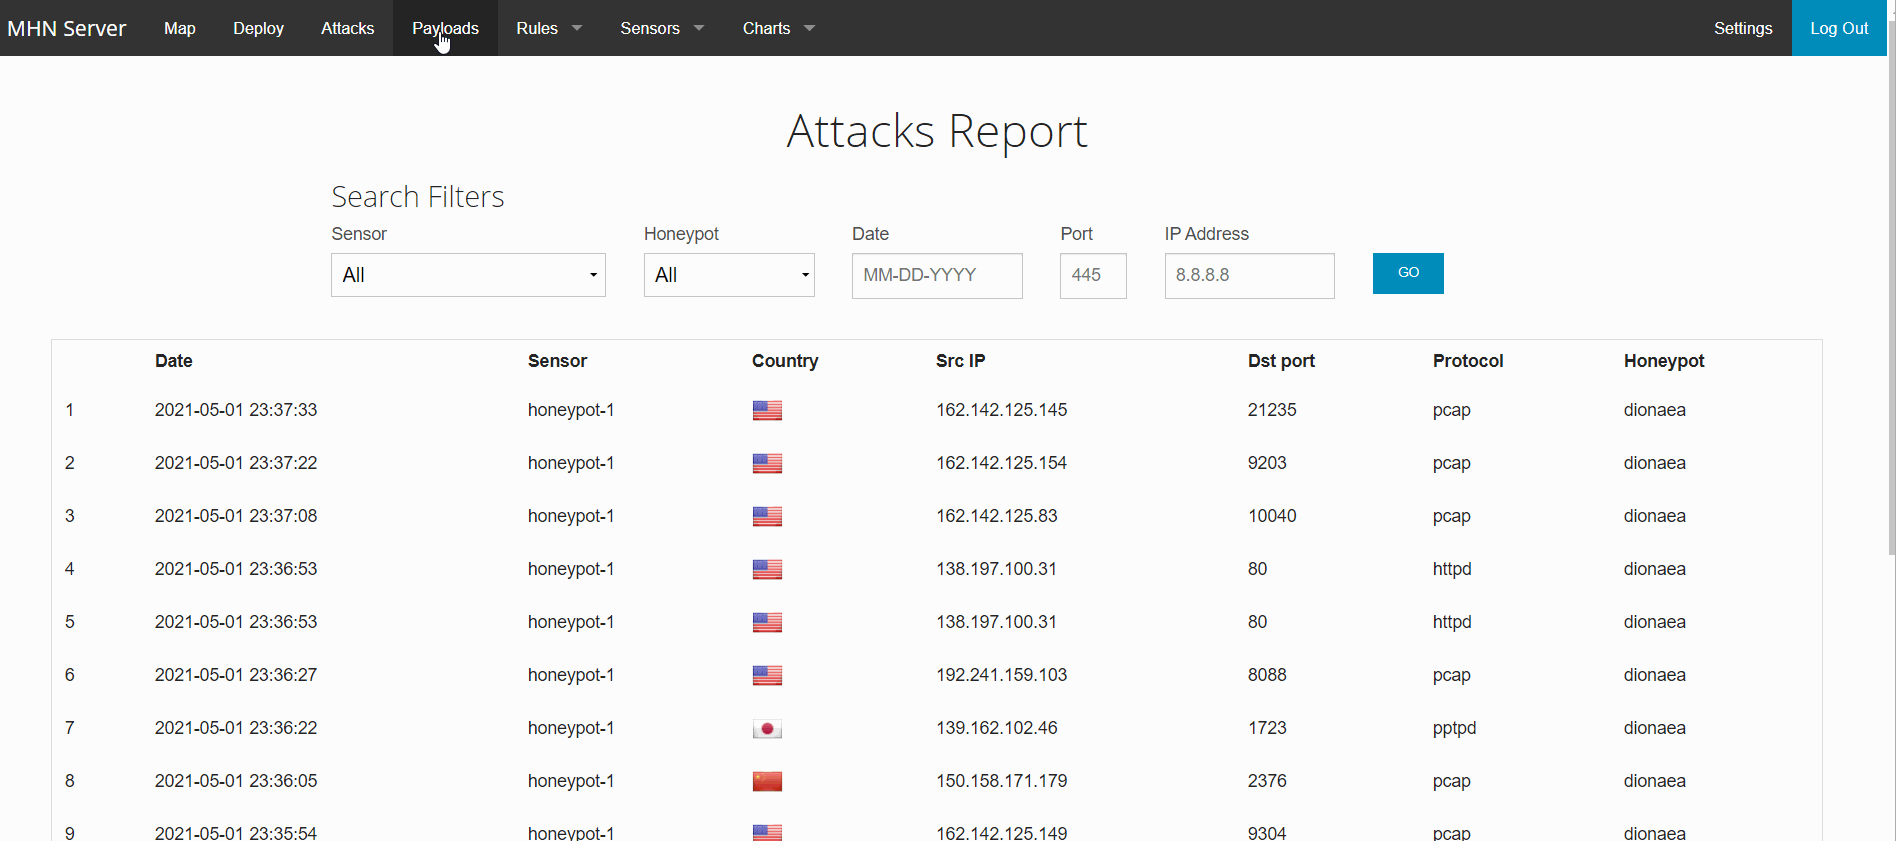 MHN Server Map Deploy Attacks Payloads Rules Sensors Charts Settings Log Out
Attacks Report
Search Filters
Sensor Honeypot Date Port IP Address
All All MM-DD-YYYY 445 8.8.8.8 GO
Date Sensor Country Src IP Dst port Protocol Honeypot
1 2021-05-01 23:37:33 honeypot-1 162.142.125.145 21235 pcap dionaea
2 2021-05-01 23:37:22 honeypot-1 162.142.125.154 9203 pcap dionaea
3 2021-05-01 23:37:08 honeypot-1 162.142.125.83 10040 pcap dionaea
4 2021-05-01 23:36:53 honeypot-1 138.197.100.31 80 httpd dionaea
5 2021-05-01 23:36:53 honeypot-1 138.197.100.31 80 httpd dionaea
6 2021-05-01 23:36:27 honeypot-1 192.241.159.103 8088 pcap dionaea
7 2021-05-01 23:36:22 honeypot-1 139.162.102.46 1723 pptpd dionaea
8 2021-05-01 23:36:05 honeypot-1 150.158.171.179 2376 pcap dionaea
9 2021-05-01 23:35:54 honeypot-1 162.142.125.149 9304 pcap dionaea